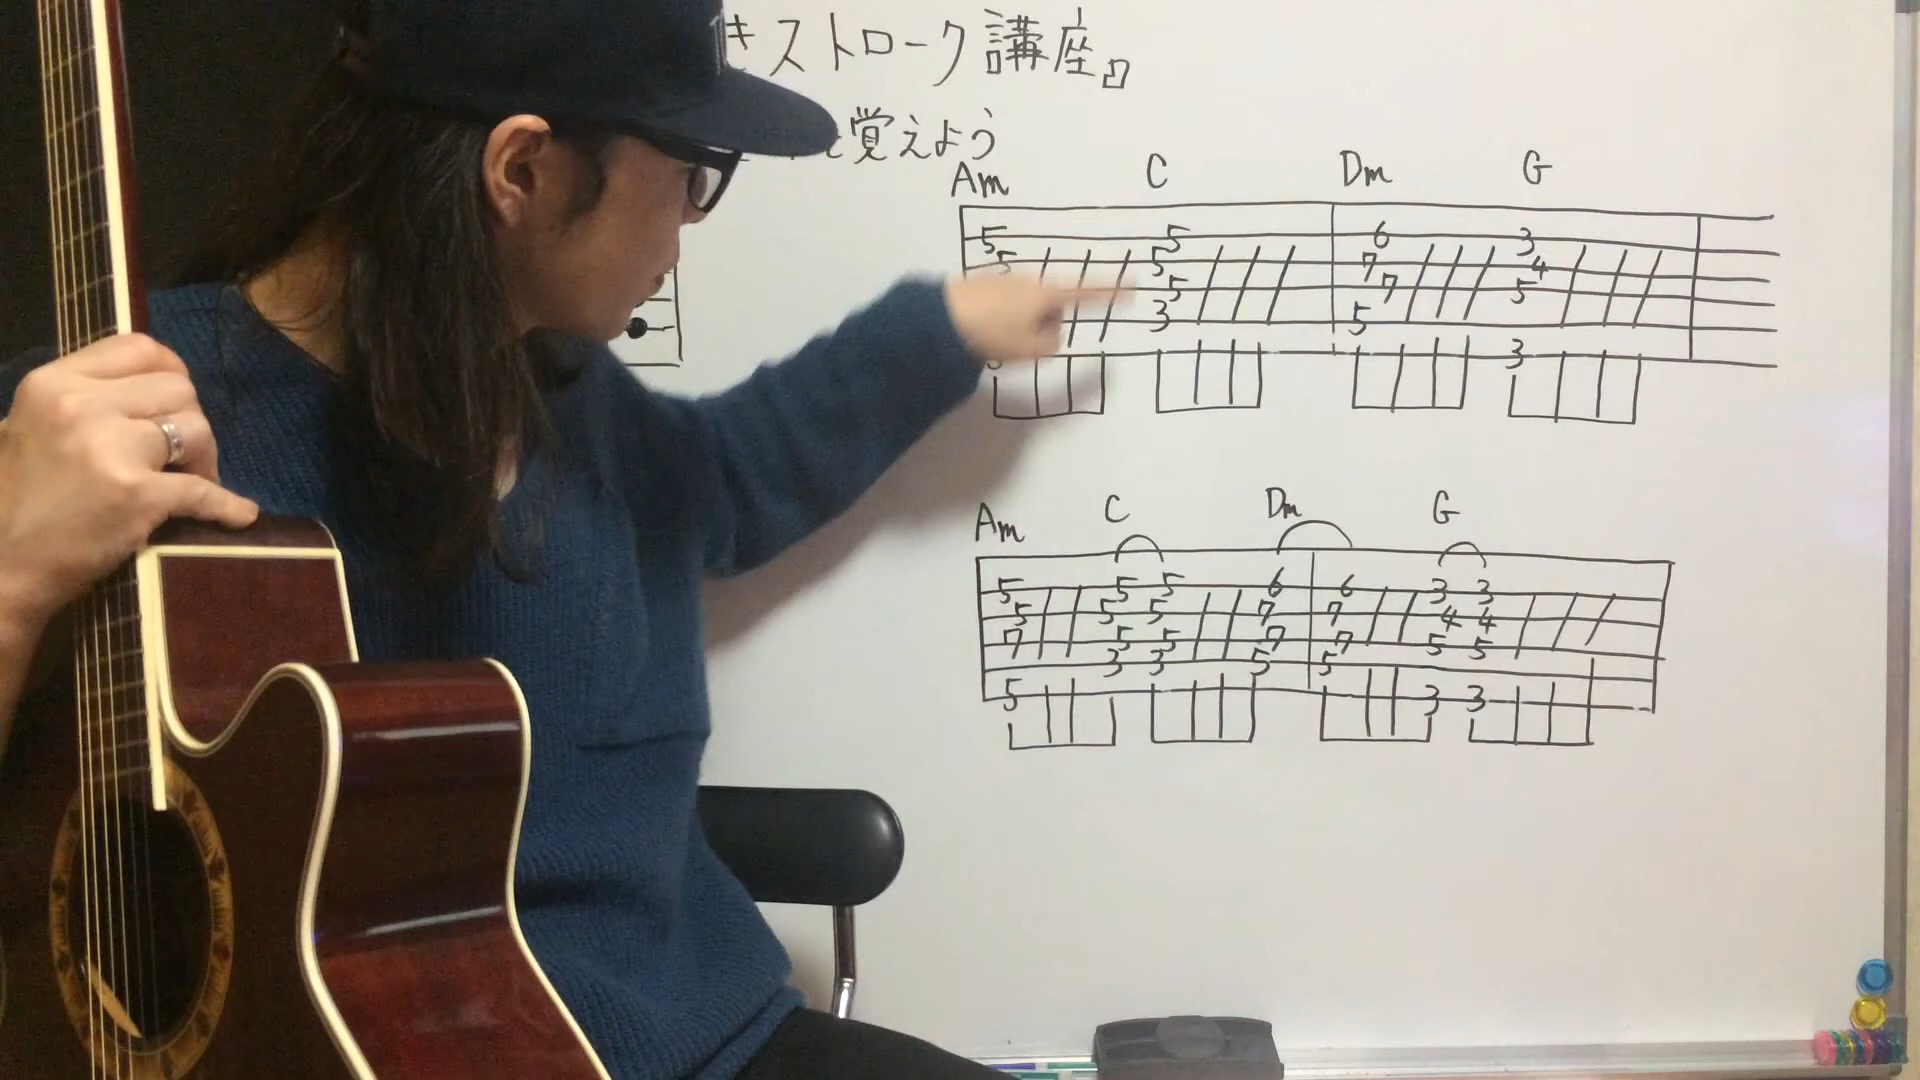 きストローク講座』
覚えよう
Am C Dm G
5 5 6 3
5 5 7 4
5 7 5
3 5
3
Am C Dm G
5 5 5 6 6 3 3
5 5 5 7 7 4 4
7 5 5 7 7 5 5
3 3 5 5
5 3 3